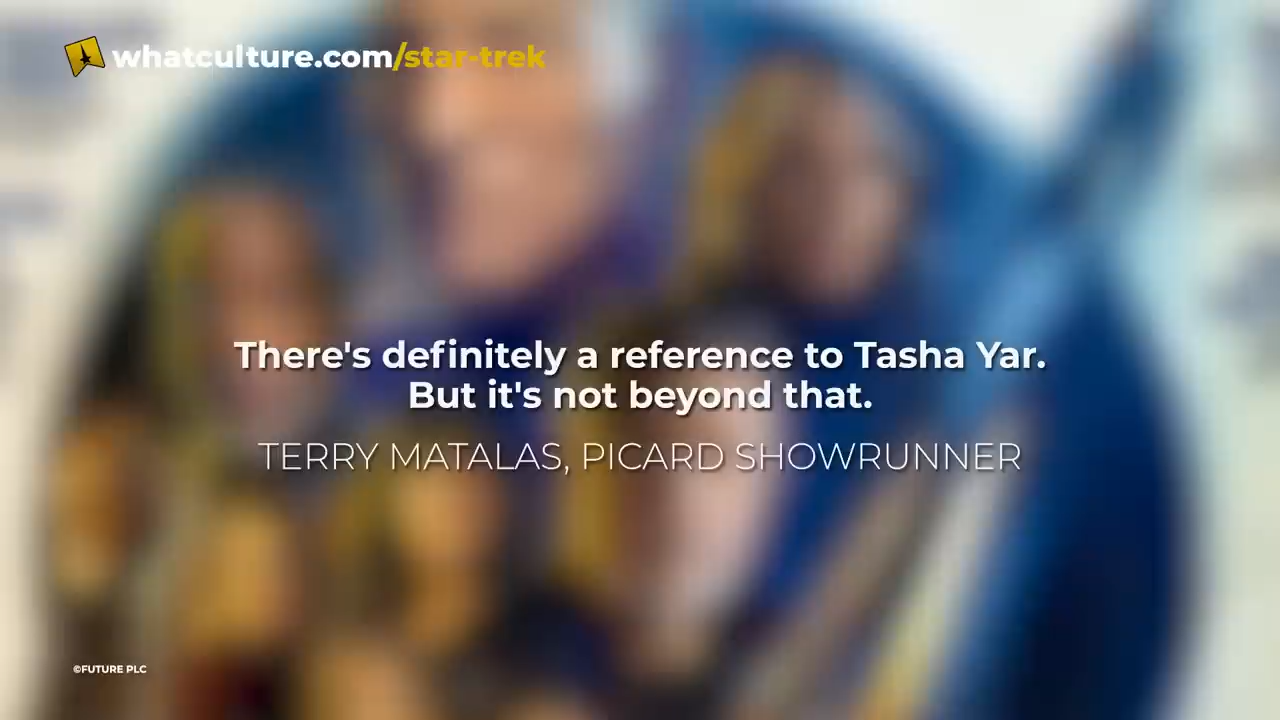 whatculture.com/star-trek
There's definitely a reference to Tasha Yar.
But it's not beyond that.
TERRY MATALAS, PICARD SHOWRUNNER
©FUTURE PLC